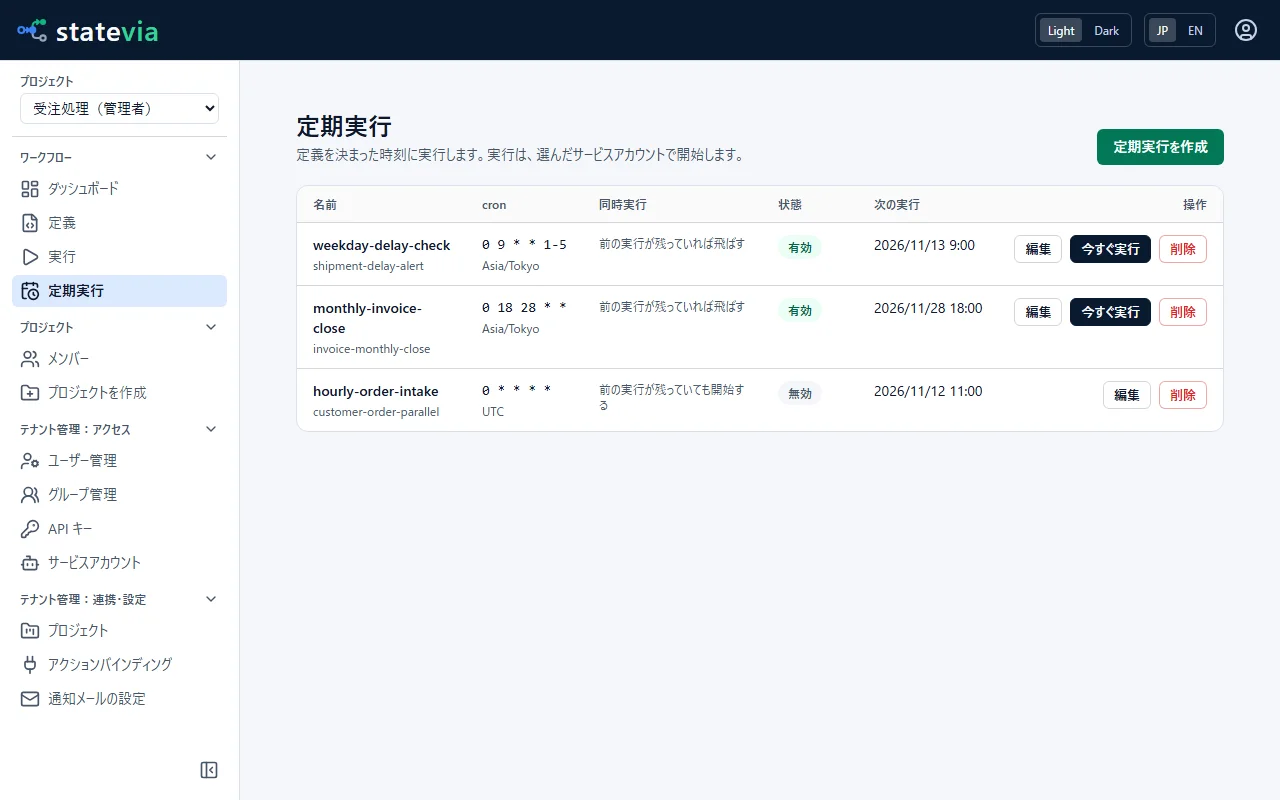 statevia
Light Dark
JP EN
プロジェクト
受注処理（管理者）
ワークフロー
ダッシュボード
定義
実行
定期実行
プロジェクト
メンバー
プロジェクトを作成
テナント管理：アクセス
ユーザー管理
グループ管理
API キー
サービスアカウント
テナント管理：連携・設定
プロジェクト
アクションバインディング
通知メールの設定
定期実行
定義を決まった時刻に実行します。実行は、選んだサービスアカウントで開始します。
定期実行を作成
名前 cron 同時実行 状態 次の実行 操作
weekday-delay-check 0 9 * * 1-5 前の実行が残っていれば飛ばす 有効 2026/11/13 9:00 編集 今すぐ実行 削除
shipment-delay-alert Asia/Tokyo
monthly-invoice- 0 18 28 * * 前の実行が残っていれば飛ばす 有効 2026/11/28 18:00 編集 今すぐ実行 削除
close Asia/Tokyo
invoice-monthly-close
hourly-order-intake 0 * * * * 前の実行が残っていても開始す 無効 2026/11/12 11:00 編集 削除
customer-order-parallel UTC る